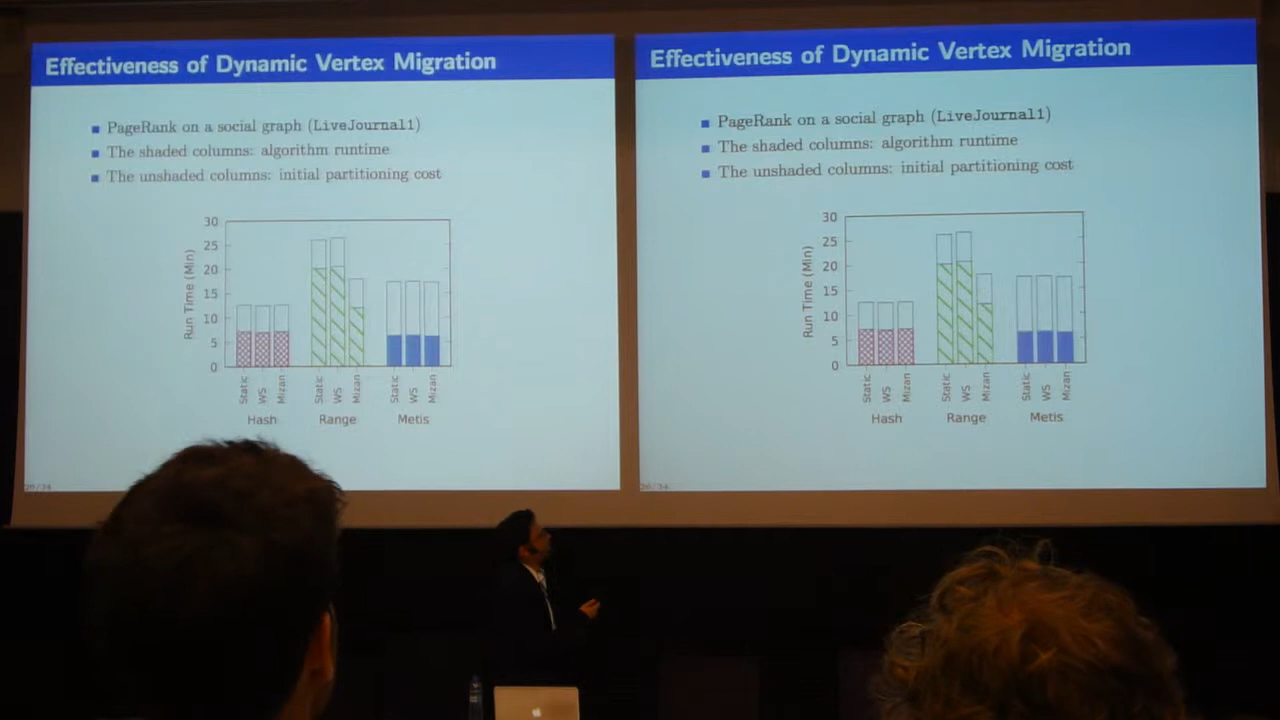 Effectiveness of Dynamic Vertex Migration
PageRank on a social graph (LiveJournal1)
The shaded columns: algorithm runtime
The unshaded columns: initial partitioning cost
Run Time (Min)
30
25
20
15
10
5
0
Static WS Mizan Static WS Mizan Static WS Mizan
Hash Range Metis
Effectiveness of Dynamic Vertex Migration
PageRank on a social graph (LiveJournal1)
The shaded columns: algorithm runtime
The unshaded columns: initial partitioning cost
Run Time (Min)
30
25
20
15
10
5
0
Static WS Mizan Static WS Mizan Static WS Mizan
Hash Range Metis